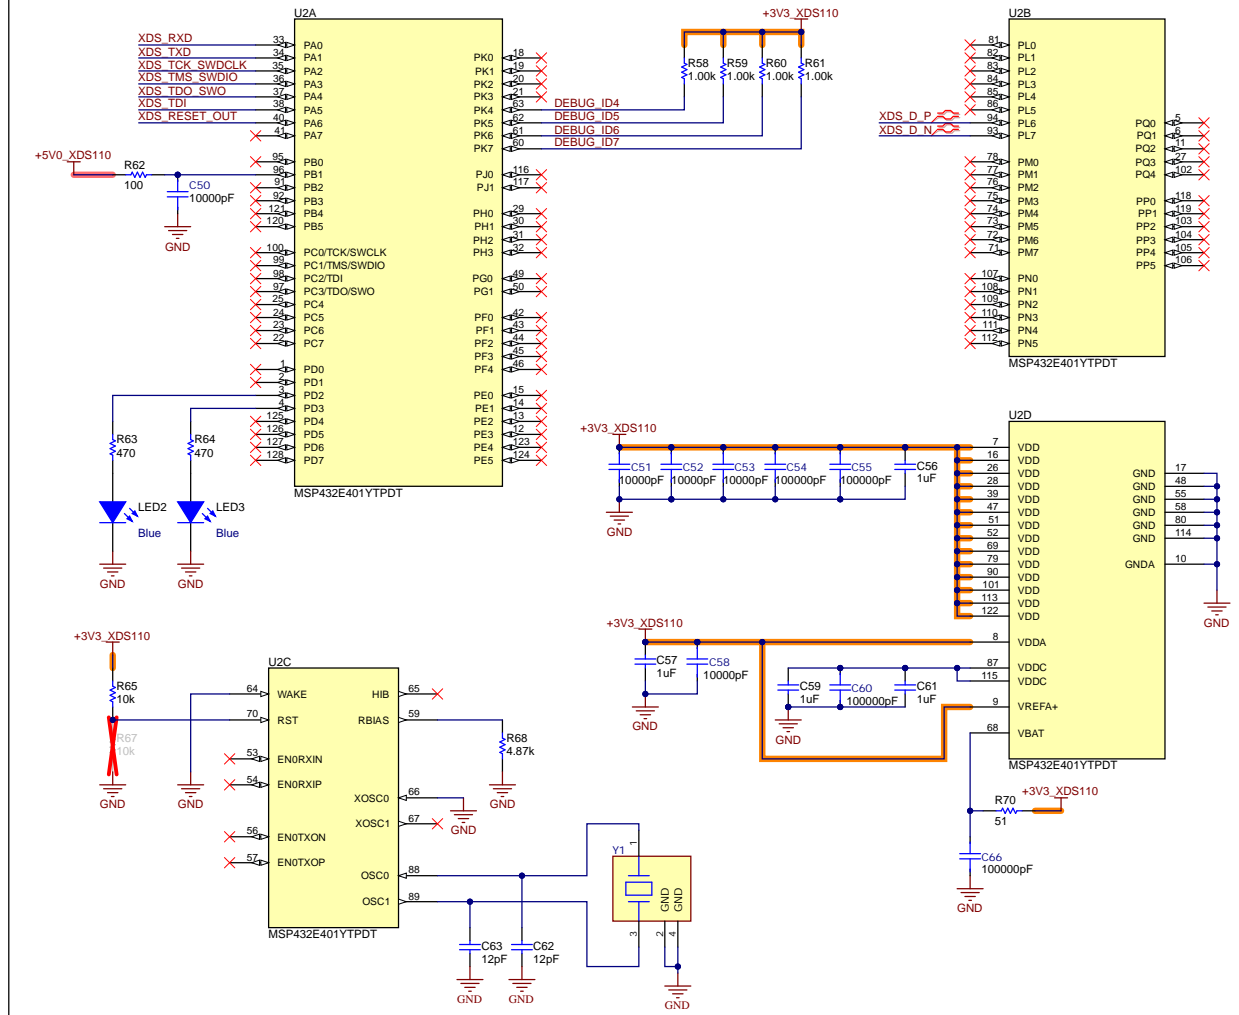 U2A
XDS_RXD 33 PA0
XDS_TXD 34 PA1
XDS_TCK_SWDCLK 35 PA2
XDS_TMS_SWDIO 36 PA3
XDS_TDO_SWO 37 PA4
XDS_TDI 38 PA5
XDS_RESET_OUT 40 PA6
41 PA7
+5V0_XDS110
R62
100
C50
10000pF
GND
95 PB0
96 PB1
91 PB2
92 PB3
121 PB4
120 PB5
100 PC0/TCK/SWCLK
99 PC1/TMS/SWDIO
98 PC2/TDI
97 PC3/TDO/SWO
25 PC4
24 PC5
23 PC6
22 PC7
1 PD0
2 PD1
3 PD2
4 PD3
125 PD4
126 PD5
127 PD6
128 PD7
PK0 18
PK1 19
PK2 20
PK3 21
PK4 63 DEBUG_ID4
PK5 62 DEBUG_ID5
PK6 61 DEBUG_ID6
PK7 60 DEBUG_ID7
PJ0 116
PJ1 117
PH0 29
PH1 30
PH2 31
PH3 32
PG0 49
PG1 50
PF0 42
PF1 43
PF2 44
PF3 45
PF4 46
PE0 15
PE1 14
PE2 13
PE3 12
PE4 123
PE5 124
MSP432E401YTPDT
+3V3_XDS110
R58 R59 R60 R61
1.00k 1.00k 1.00k 1.00k
R63
470
R64
470
LED2
Blue
LED3
Blue
GND GND
U2B
81 PL0
82 PL1
83 PL2
84 PL3
85 PL4
86 PL5
XDS_D_P 94 PL6
XDS_D_N 93 PL7
78 PM0
77 PM1
76 PM2
75 PM3
74 PM4
73 PM5
72 PM6
71 PM7
107 PN0
108 PN1
109 PN2
110 PN3
111 PN4
112 PN5
PQ0 5
PQ1 6
PQ2 11
PQ3 27
PQ4 102
PP0 118
PP1 119
PP2 103
PP3 104
PP4 105
PP5 106
MSP432E401YTPDT
U2D
+3V3_XDS110
C51 C52 C53 C54 C55 C56
10000pF 10000pF 10000pF 100000pF 100000pF 1uF
GND
7 VDD
16 VDD
26 VDD
28 VDD
39 VDD
47 VDD
51 VDD
52 VDD
69 VDD
79 VDD
90 VDD
101 VDD
113 VDD
122 VDD
8 VDDA
87 VDDC
115 VDDC
9 VREFA+
68 VBAT
GND 17
GND 48
GND 55
GND 58
GND 80
GND 114
GNDA 10
GND
MSP432E401YTPDT
+3V3_XDS110
C57
1uF
C58
10000pF
GND
C59 C60 C61
1uF 100000pF 1uF
GND
R70
51
+3V3_XDS110
C66
100000pF
GND
+3V3_XDS110
R65
10k
R67
10k
GND GND
U2C
64 WAKE
70 RST
53 EN0RXIN
54 EN0RXIP
56 EN0TXON
57 EN0TXOP
HIB 65
RBIAS 59
XOSC0 66
XOSC1 67
OSC0 88
OSC1 89
MSP432E401YTPDT
R68
4.87k
GND
GND
Y1
1
GND
GND
3 2 4
C63
12pF
C62
12pF
GND GND GND